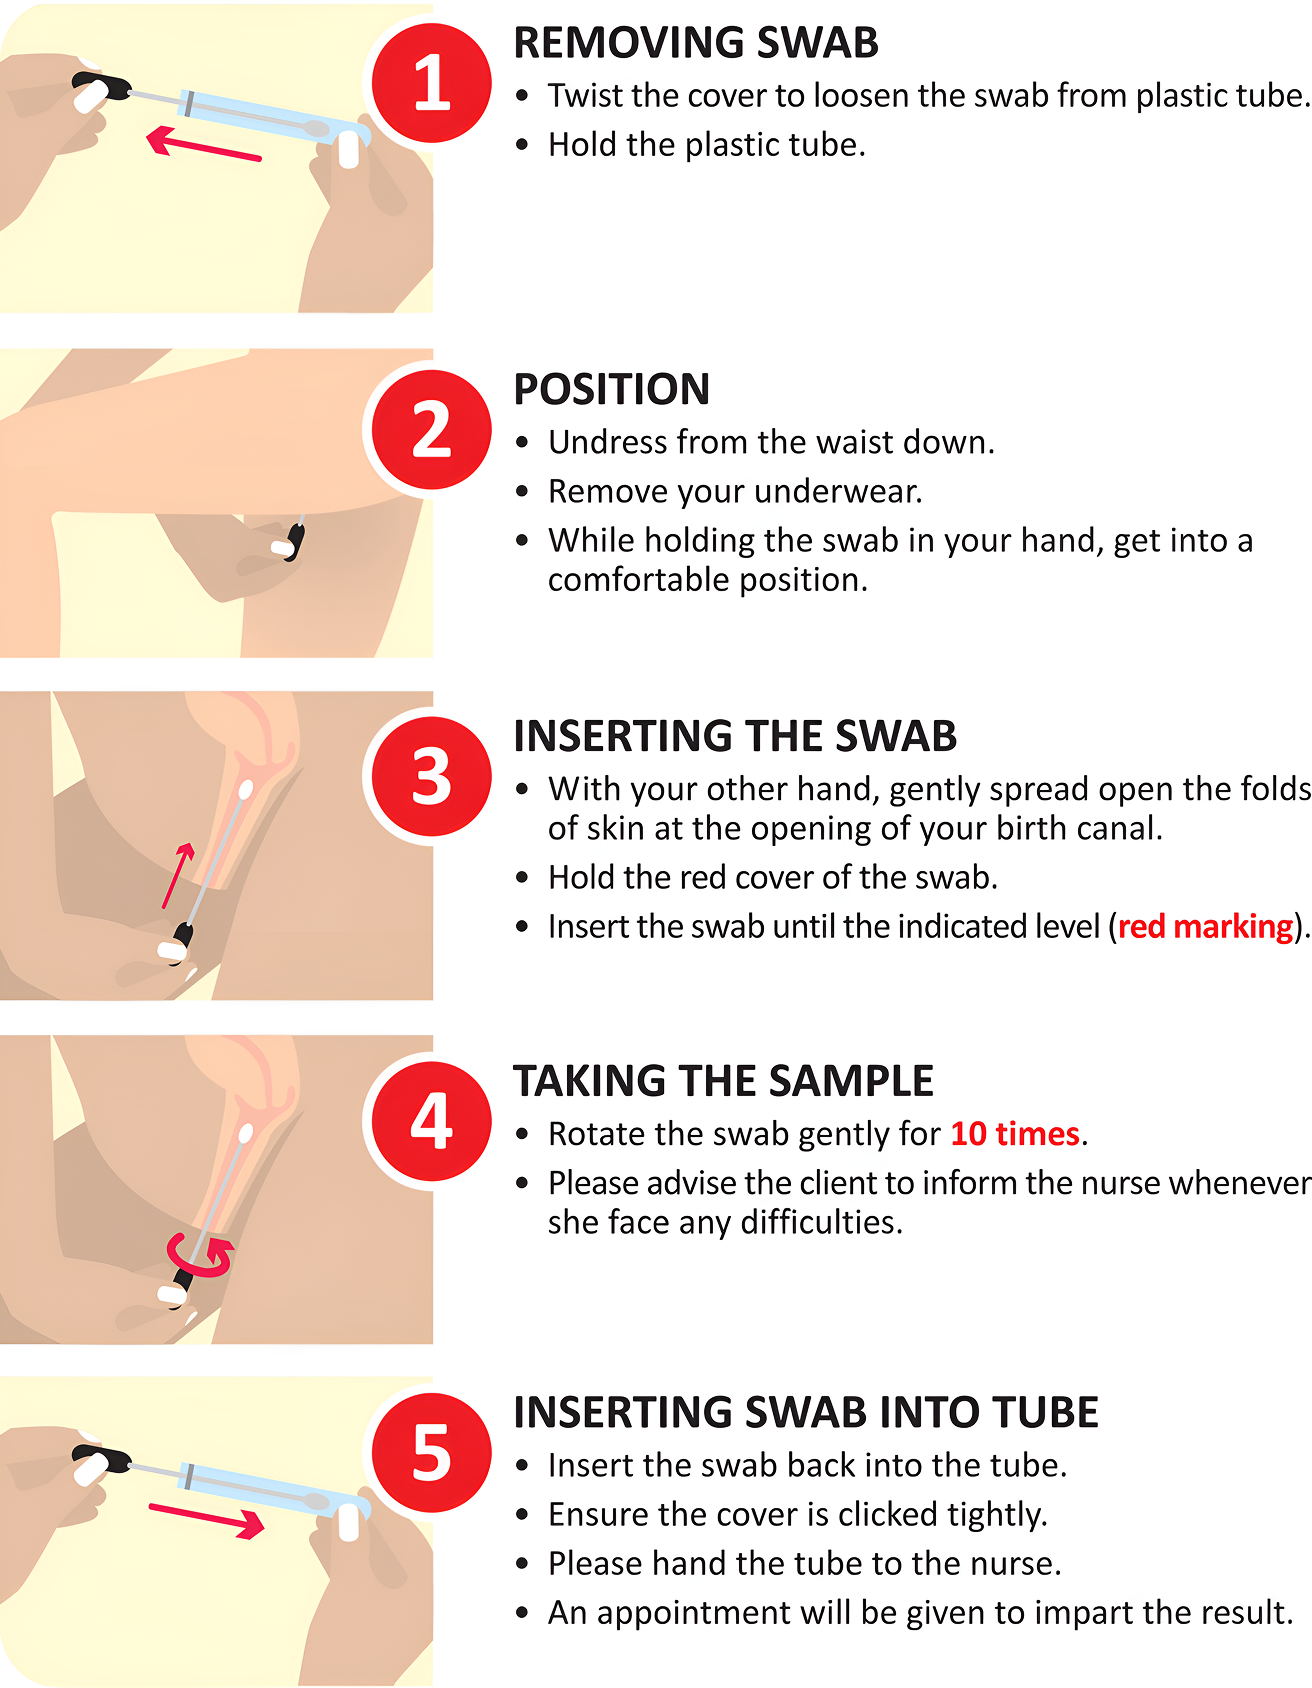 1
REMOVING SWAB
• Twist the cover to loosen the swab from plastic tube.
• Hold the plastic tube.
2
POSITION
• Undress from the waist down.
• Remove your underwear.
• While holding the swab in your hand, get into a
comfortable position.
3
INSERTING THE SWAB
• With your other hand, gently spread open the folds
of skin at the opening of your birth canal.
• Hold the red cover of the swab.
• Insert the swab until the indicated level (red marking).
4
TAKING THE SAMPLE
• Rotate the swab gently for 10 times.
• Please advise the client to inform the nurse whenever
she face any difficulties.
5
INSERTING SWAB INTO TUBE
• Insert the swab back into the tube.
• Ensure the cover is clicked tightly.
• Please hand the tube to the nurse.
• An appointment will be given to impart the result.